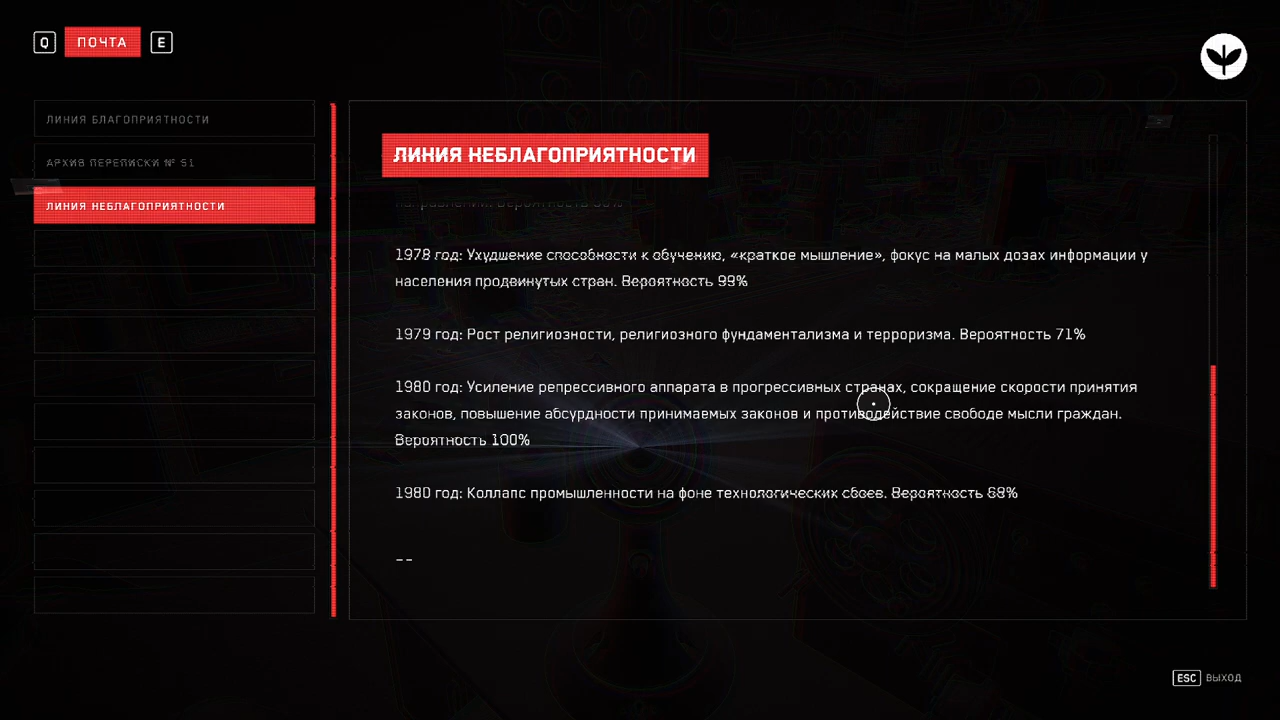 Q ПОЧТА E
ЛИНИЯ БЛАГОПРИЯТНОСТИ
АРХИВ ПЕРЕПИСКИ № 51
ЛИНИЯ НЕБЛАГОПРИЯТНОСТИ
ЛИНИЯ НЕБЛАГОПРИЯТНОСТИ
направлений. Вероятность
1978 год: Ухудшение способности к обучению, «краткое мышление», фокус на малых дозах информации у
населения продвинутых стран. Вероятность 99%
1979 год: Рост религиозности, религиозного фундаментализма и терроризма. Вероятность 71%
1980 год: Усиление репрессивного аппарата в прогрессивных странах, сокращение скорости принятия
законов, повышение абсурдности принимаемых законов и противодействие свободе мысли граждан.
Вероятность 100%
1980 год: Коллапс промышленности на фоне технологических сбоев. Вероятность 68%
--
ESC ВЫХОД